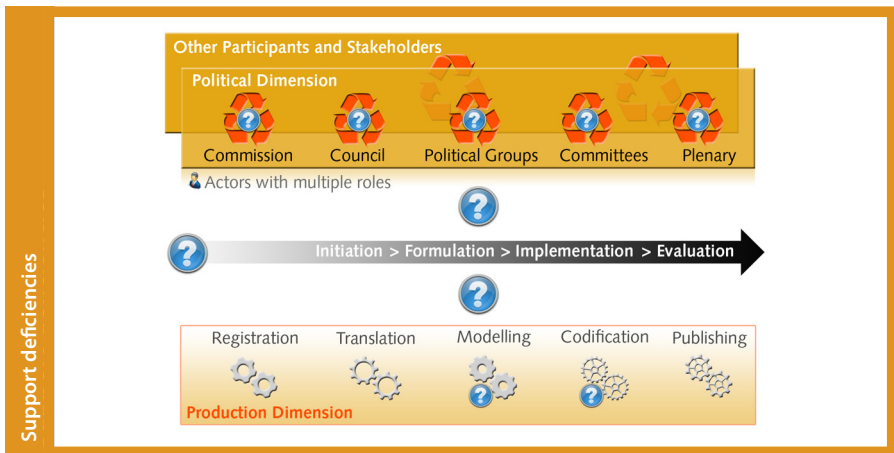 Support deficiencies
Other Participants and Stakeholders
Political Dimension
? ? ? ? ?
Commission Council Political Groups Committees Plenary
Actors with multiple roles
?
? Initiation > Formulation > Implementation > Evaluation
?
Registration Translation Modelling Codification Publishing
? ?
Production Dimension